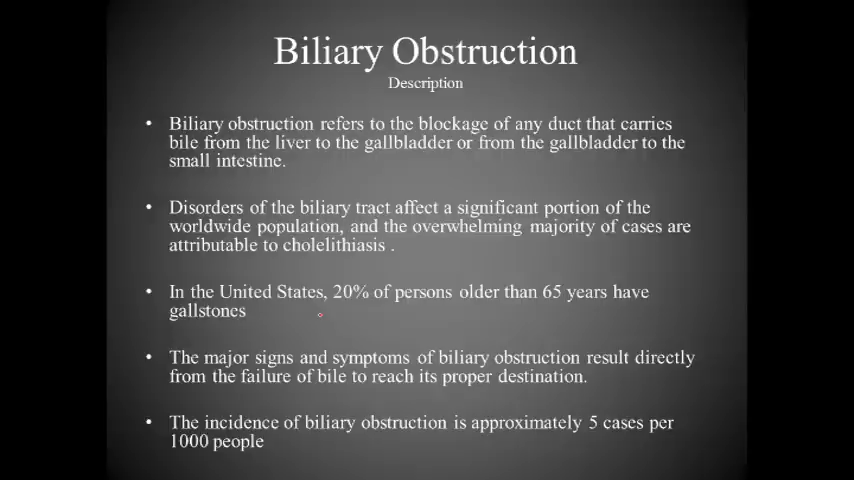 Biliary Obstruction
Description
• Biliary obstruction refers to the blockage of any duct that carries
bile from the liver to the gallbladder or from the gallbladder to the
small intestine.
• Disorders of the biliary tract affect a significant portion of the
worldwide population, and the overwhelming majority of cases are
attributable to cholelithiasis .
• In the United States, 20% of persons older than 65 years have
gallstones
• The major signs and symptoms of biliary obstruction result directly
from the failure of bile to reach its proper destination.
• The incidence of biliary obstruction is approximately 5 cases per
1000 people